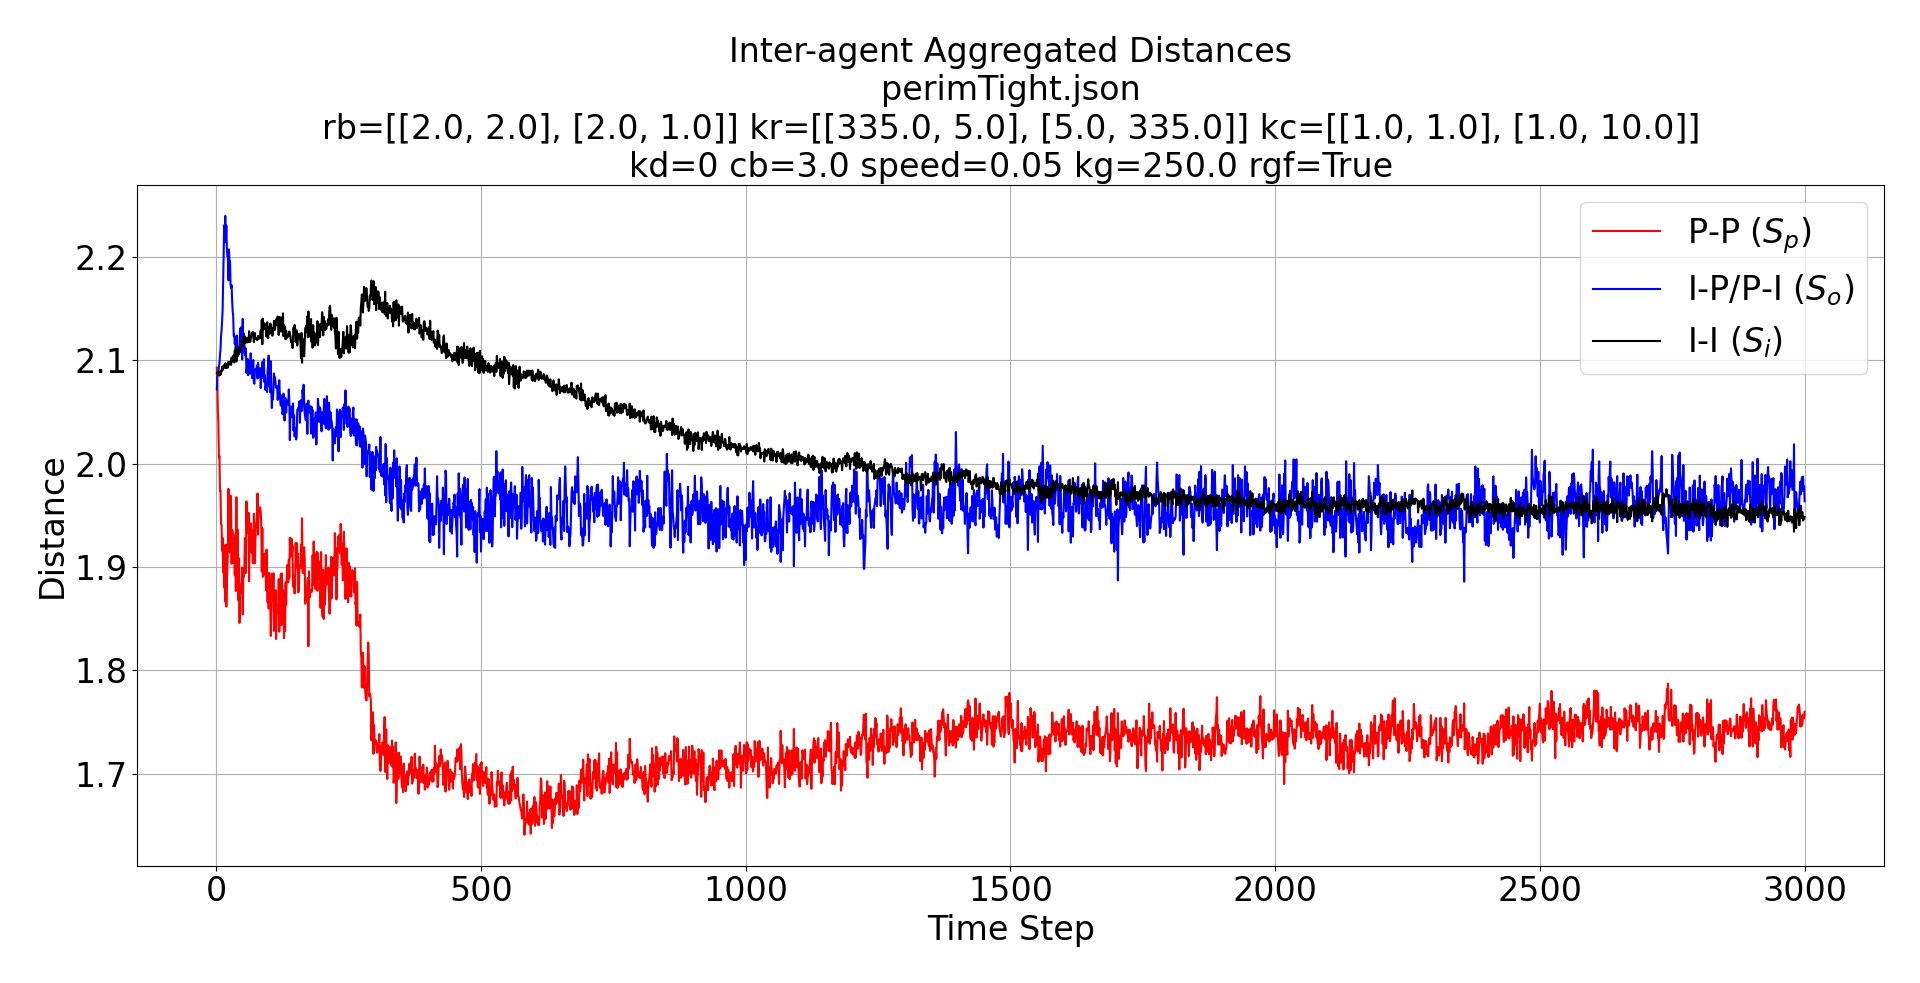 Inter-agent Aggregated Distances
perimTight.json
rb=[[2.0, 2.0], [2.0, 1.0]] kr=[[335.0, 5.0], [5.0, 335.0]] kc=[[1.0, 1.0], [1.0, 10.0]]
kd=0 cb=3.0 speed=0.05 kg=250.0 rgf=True
P-P (S_p)
I-P/P-I (S_o)
I-I (S_i)
Distance
2.2
2.1
2.0
1.9
1.8
1.7
0 500 1000 1500 2000 2500 3000
Time Step